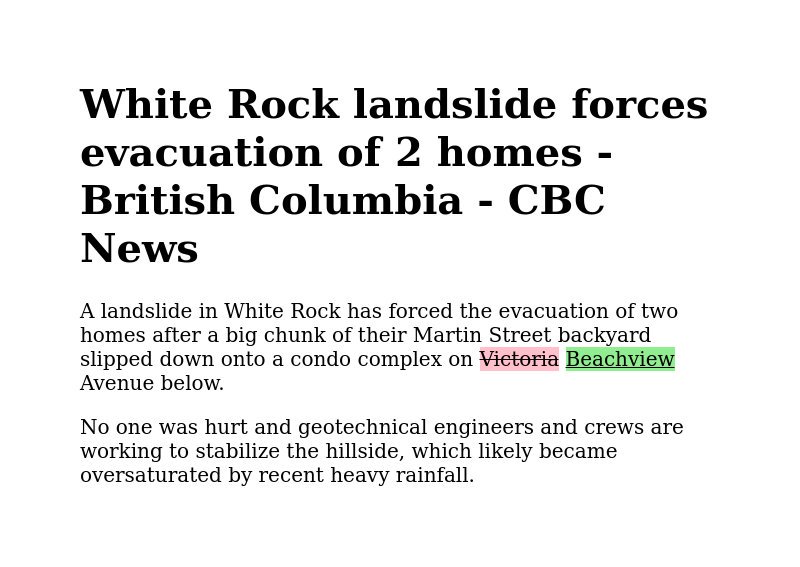 White Rock landslide forces
evacuation of 2 homes -
British Columbia - CBC
News
A landslide in White Rock has forced the evacuation of two
homes after a big chunk of their Martin Street backyard
slipped down onto a condo complex on Victoria Beachview
Avenue below.
No one was hurt and geotechnical engineers and crews are
working to stabilize the hillside, which likely became
oversaturated by recent heavy rainfall.